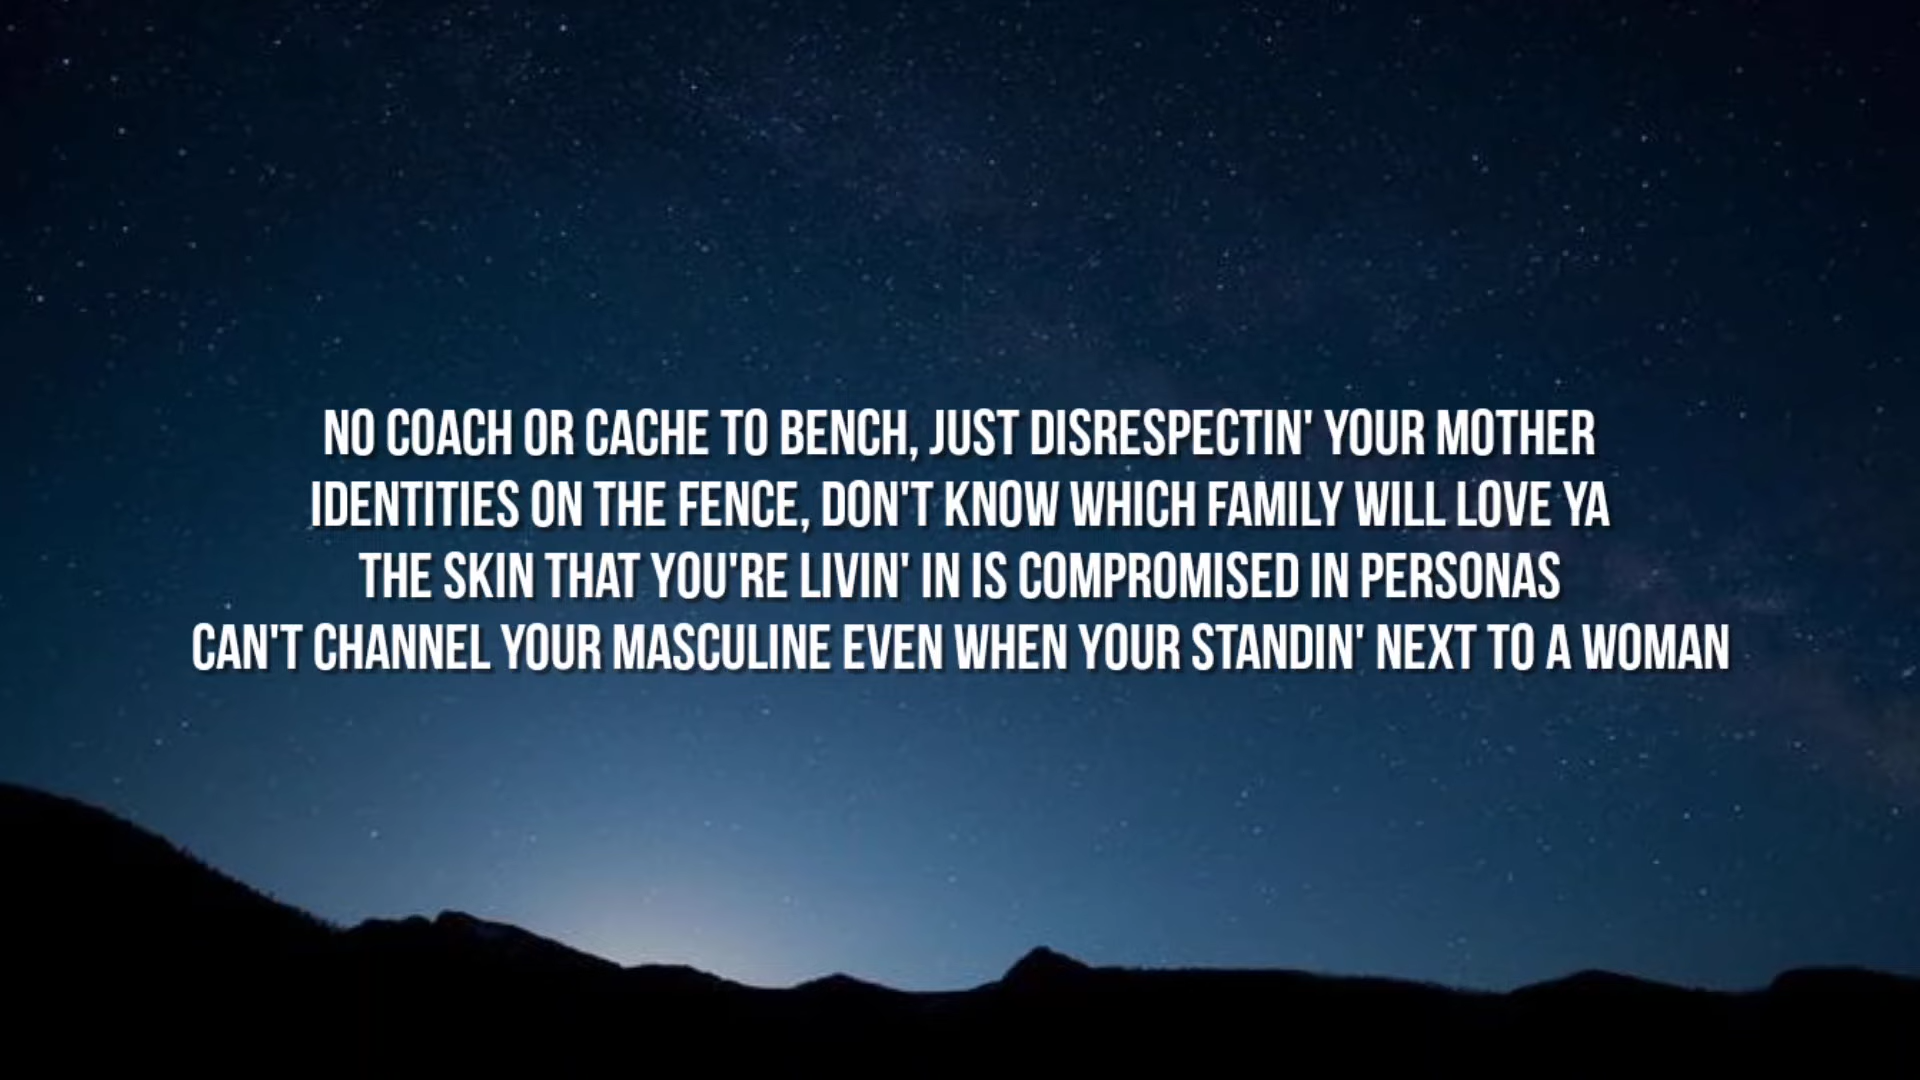 NO COACH OR CACHE TO BENCH, JUST DISRESPECTIN' YOUR MOTHER
IDENTITIES ON THE FENCE, DON'T KNOW WHICH FAMILY WILL LOVE YA
THE SKIN THAT YOU'RE LIVIN' IN IS COMPROMISED IN PERSONAS
CAN'T CHANNEL YOUR MASCULINE EVEN WHEN YOUR STANDIN' NEXT TO A WOMAN